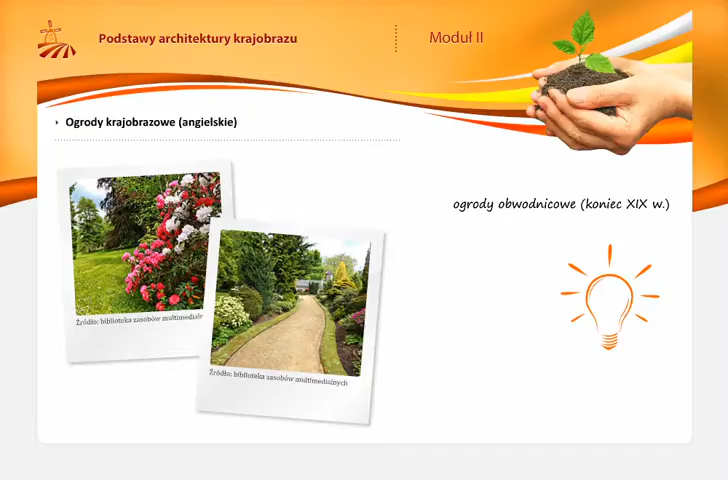 Podstawy architektury krajobrazu
Moduł II
Ogrody krajobrazowe (angielskie)
ogrody obwodnicowe (koniec XIX w.)
Źródło: biblioteka zasobów
Źródło: biblioteka zasobów multimedialnych